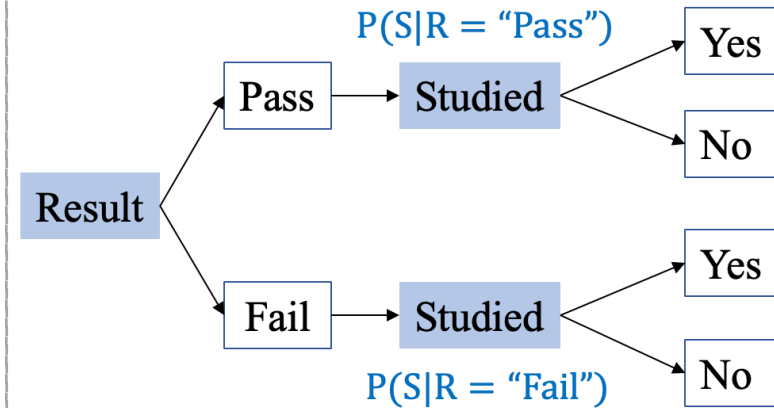 P(S|R = “Pass”)
Yes
Pass
Studied
No
Result
Yes
Fail
Studied
No
P(S|R = “Fail”)